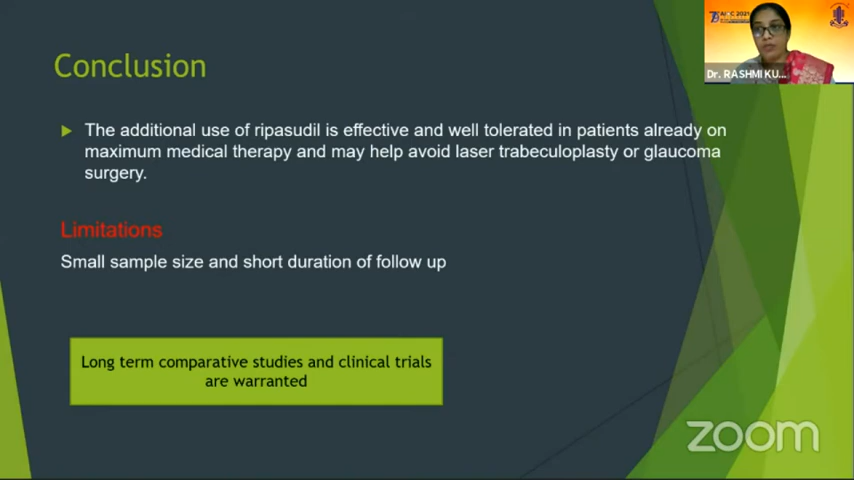 AIOC 2021
Dr. RASHMI KU...
Conclusion
The additional use of ripasudil is effective and well tolerated in patients already on
maximum medical therapy and may help avoid laser trabeculoplasty or glaucoma
surgery.
Limitations
Small sample size and short duration of follow up
Long term comparative studies and clinical trials
are warranted
zoom